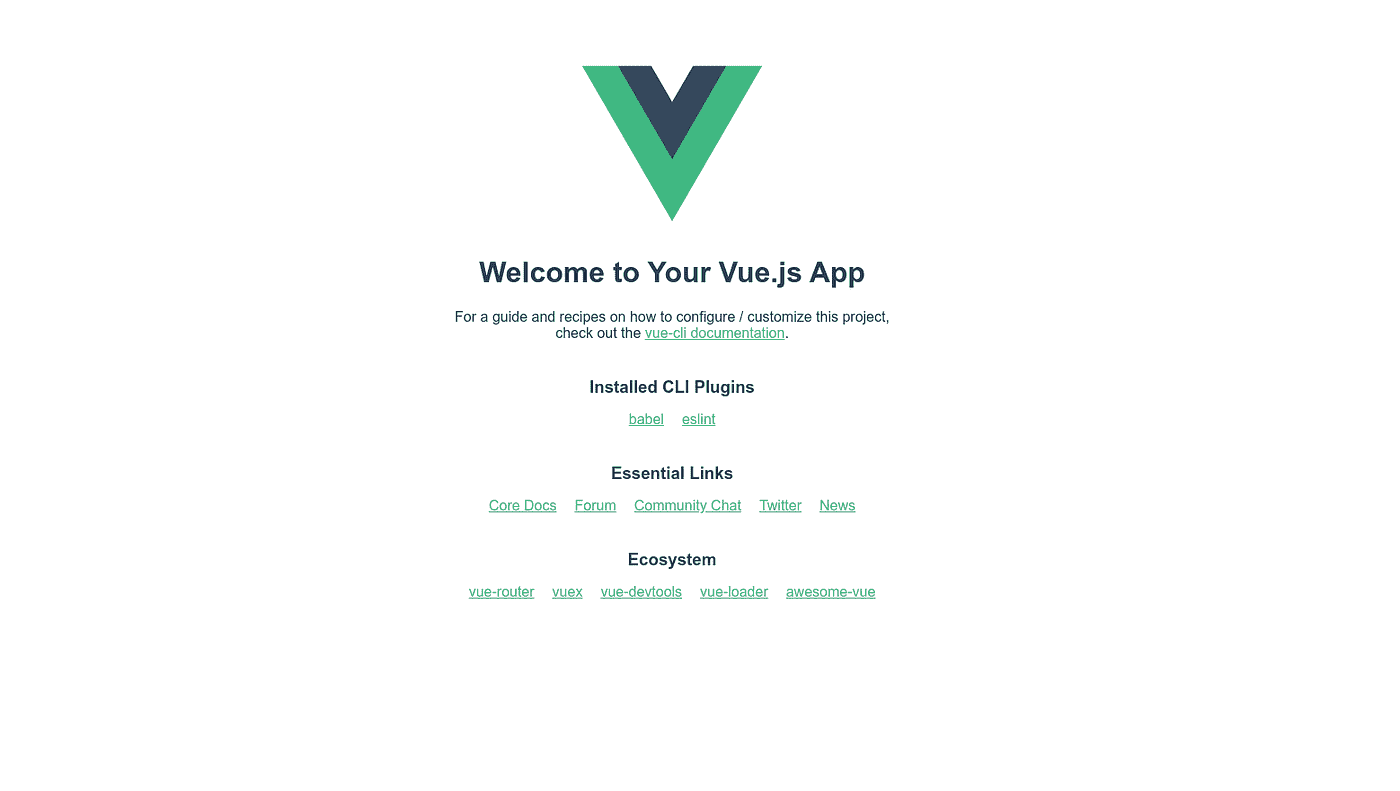 Welcome to Your Vue.js App
For a guide and recipes on how to configure / customize this project,
check out the vue-cli documentation.
Installed CLI Plugins
babel eslint
Essential Links
Core Docs Forum Community Chat Twitter News
Ecosystem
vue-router vuex vue-devtools vue-loader awesome-vue